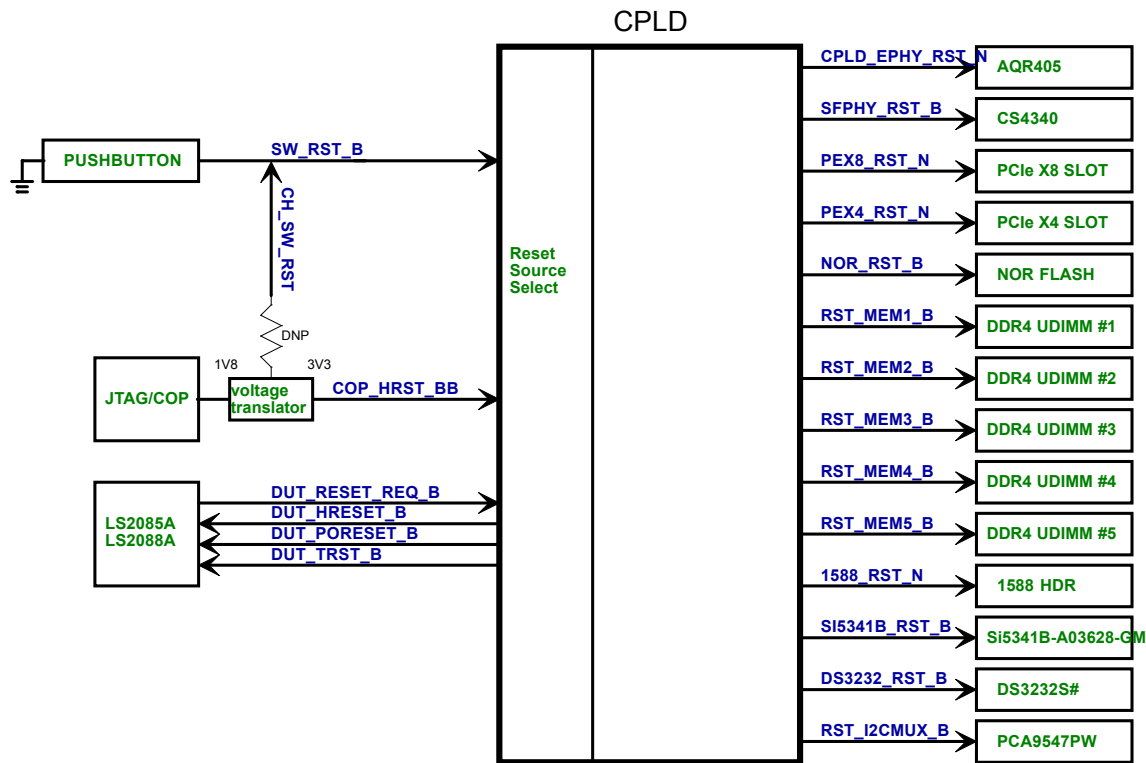 CPLD
PUSHBUTTON
SW_RST_B
CH_SW_RST
DNP
1V8
3V3
JTAG/COP
voltage
translator
COP_HRST_BB
LS2085A
LS2088A
DUT_RESET_REQ_B
DUT_HRESET_B
DUT_PORESET_B
DUT_TRST_B
Reset
Source
Select
CPLD_EPHY_RST_N
AQR405
SFPHY_RST_B
CS4340
PEX8_RST_N
PCIe X8 SLOT
PEX4_RST_N
PCIe X4 SLOT
NOR_RST_B
NOR FLASH
RST_MEM1_B
DDR4 UDIMM #1
RST_MEM2_B
DDR4 UDIMM #2
RST_MEM3_B
DDR4 UDIMM #3
RST_MEM4_B
DDR4 UDIMM #4
RST_MEM5_B
DDR4 UDIMM #5
1588_RST_N
1588 HDR
SI5341B_RST_B
Si5341B-A03628-GM
DS3232_RST_B
DS3232S#
RST_I2CMUX_B
PCA9547PW